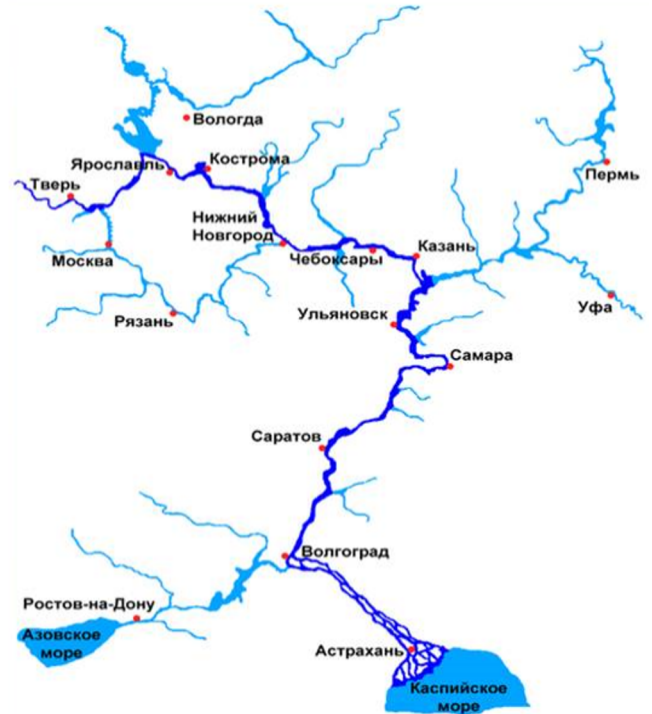 Вологда
Ярославль
Кострома
Тверь
Пермь
Нижний
Новгород
Москва
Чебоксары
Казань
Рязань
Ульяновск
Уфа
Самара
Саратов
Волгоград
Ростов-на-Дону
Азовское
море
Астрахань
Каспийское
море